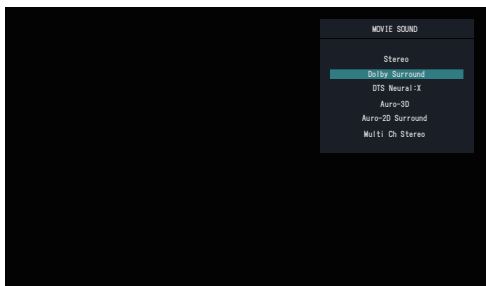 MOVIE SOUND
Stereo
Dolby Surround
DTS Neural:X
Auro-3D
Auro-2D Surround
Multi Ch Stereo